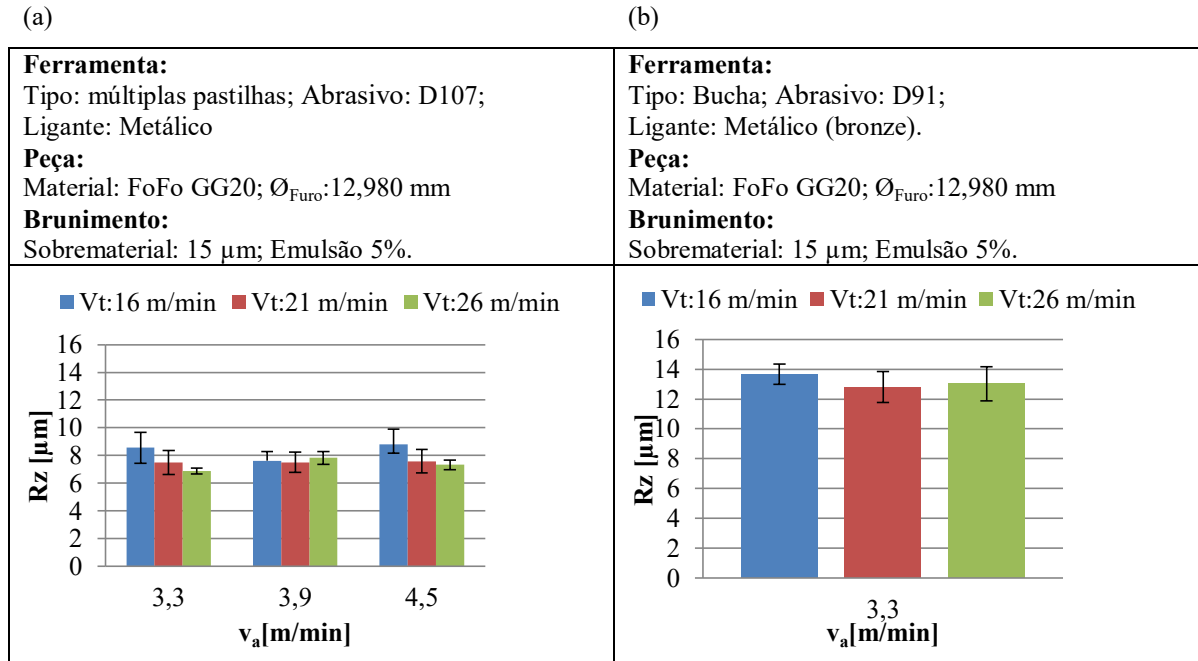 (a)
(b)
Ferramenta:
Tipo: múltiplas pastilhas; Abrasivo: D107;
Ligante: Metálico
Peça:
Material: FoFo GG20; ØFuro:12,980 mm
Brunimento:
Sobrematerial: 15 µm; Emulsão 5%.
Ferramenta:
Tipo: Bucha; Abrasivo: D91;
Ligante: Metálico (bronze).
Peça:
Material: FoFo GG20; ØFuro:12,980 mm
Brunimento:
Sobrematerial: 15 µm; Emulsão 5%.
Vt:16 m/min Vt:21 m/min Vt:26 m/min
Rz [µm]
16
14
12
10
8
6
4
2
0
3,3 3,9 4,5
va[m/min]
Vt:16 m/min Vt:21 m/min Vt:26 m/min
Rz [µm]
16
14
12
10
8
6
4
2
0
3,3
va[m/min]